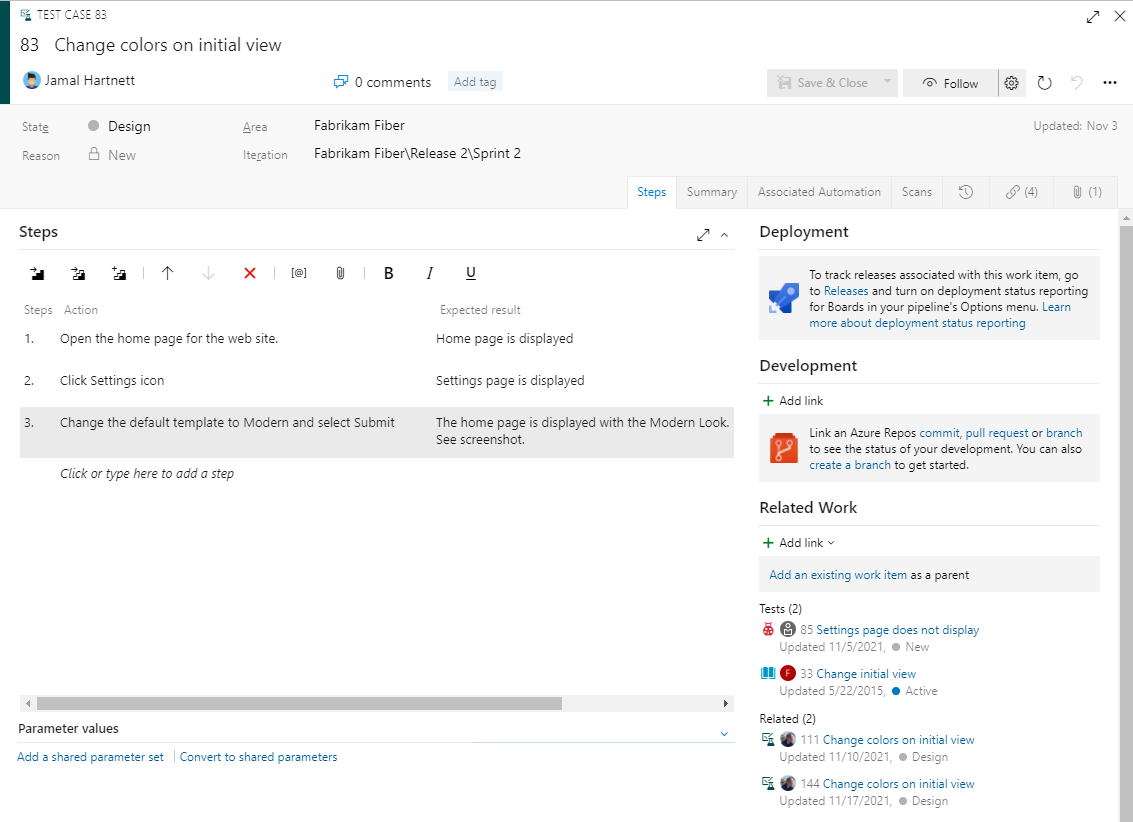 TEST CASE 83
83 Change colors on initial view
Jamal Hartnett
0 comments
Add tag
Save & Close
Follow
State
Design
Area
Fabrikam Fiber
Updated: Nov 3
Reason
New
Iteration
Fabrikam Fiber\Release 2\Sprint 2
Steps
Summary
Associated Automation
Scans
(4)
(1)
Steps
[@]
B
I
U
Steps Action Expected result
1. Open the home page for the web site. Home page is displayed
2. Click Settings icon Settings page is displayed
3. Change the default template to Modern and select Submit The home page is displayed with the Modern Look.
See screenshot.
Click or type here to add a step
Parameter values
Add a shared parameter set
Convert to shared parameters
Deployment
To track releases associated with this work item, go
to Releases and turn on deployment status reporting
for Boards in your pipeline's Options menu. Learn
more about deployment status reporting
Development
Add link
Link an Azure Repos commit, pull request or branch
to see the status of your development. You can also
create a branch to get started.
Related Work
Add link
Add an existing work item as a parent
Tests (2)
85 Settings page does not display
Updated 11/5/2021, New
F
33 Change initial view
Updated 5/22/2015, Active
Related (2)
111 Change colors on initial view
Updated 11/10/2021, Design
144 Change colors on initial view
Updated 11/17/2021, Design